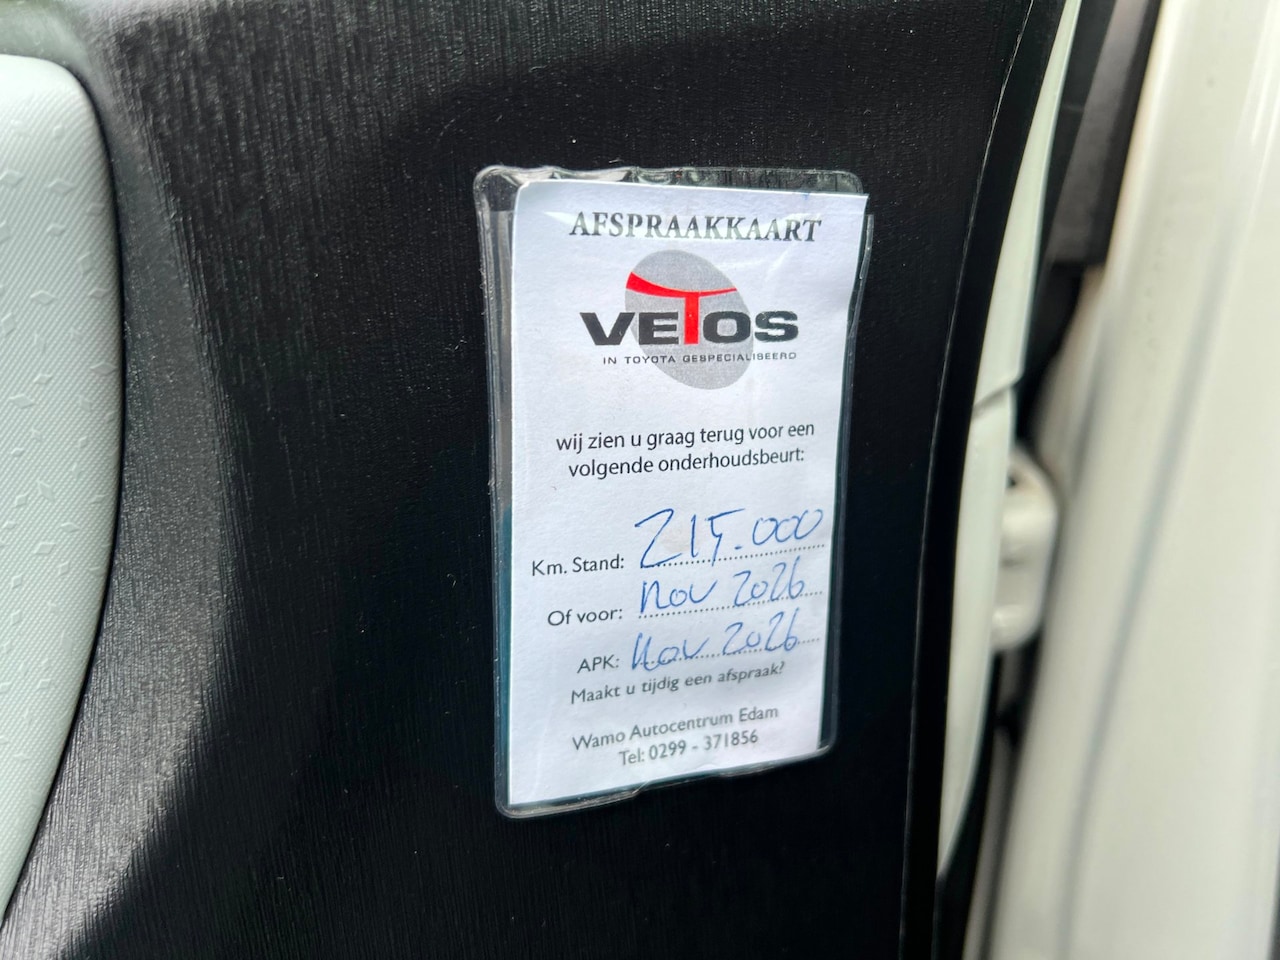 AFSPRAAKKAART
VETOS
IN TOYOTA GESPECIALISEERD
wij zien u graag terug voor een
volgende onderhoudsbeurt:
Km. Stand: 215.000
Of voor: nov 2026
APK: Nov 2026
Maakt u tijdig een afspraak?
Wamo Autocentrum Edam
Tel: 0299 - 371856